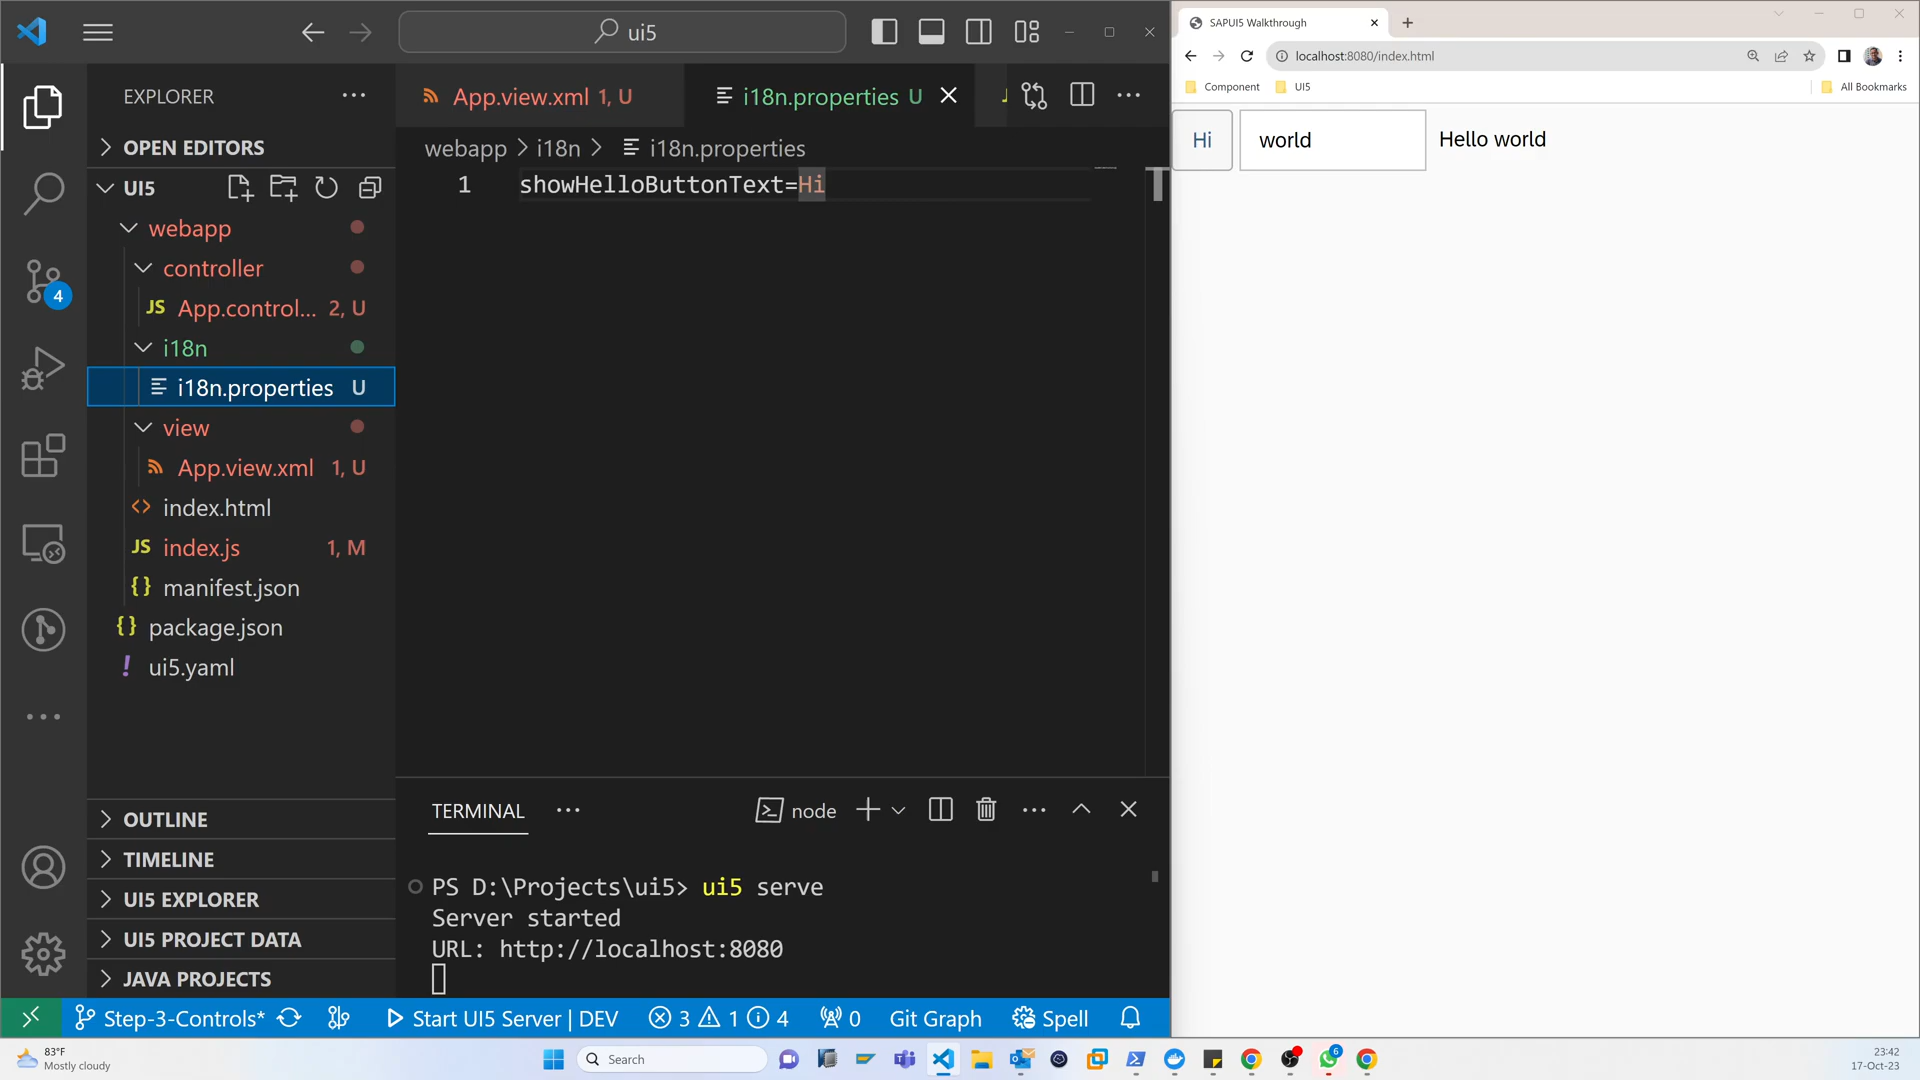 ui5
EXPLORER
OPEN EDITORS
UI5
webapp
controller
JS App.control... 2, U
i18n
i18n.properties U
view
App.view.xml 1, U
<> index.html
JS index.js 1, M
{} manifest.json
{} package.json
! ui5.yaml
OUTLINE
TIMELINE
UI5 EXPLORER
UI5 PROJECT DATA
JAVA PROJECTS
4
App.view.xml 1, U
i18n.properties U
webapp > i18n > i18n.properties
1 showHelloButtonText=Hi
TERMINAL
node
PS D:\Projects\ui5> ui5 serve
Server started
URL: http://localhost:8080
Step-3-Controls*
Start UI5 Server | DEV
3 1 4
0
Git Graph
Spell
SAPUI5 Walkthrough
localhost:8080/index.html
Component
UI5
All Bookmarks
Hi
world
Hello world
83°F
Mostly cloudy
Search
6
23:42
17-Oct-23